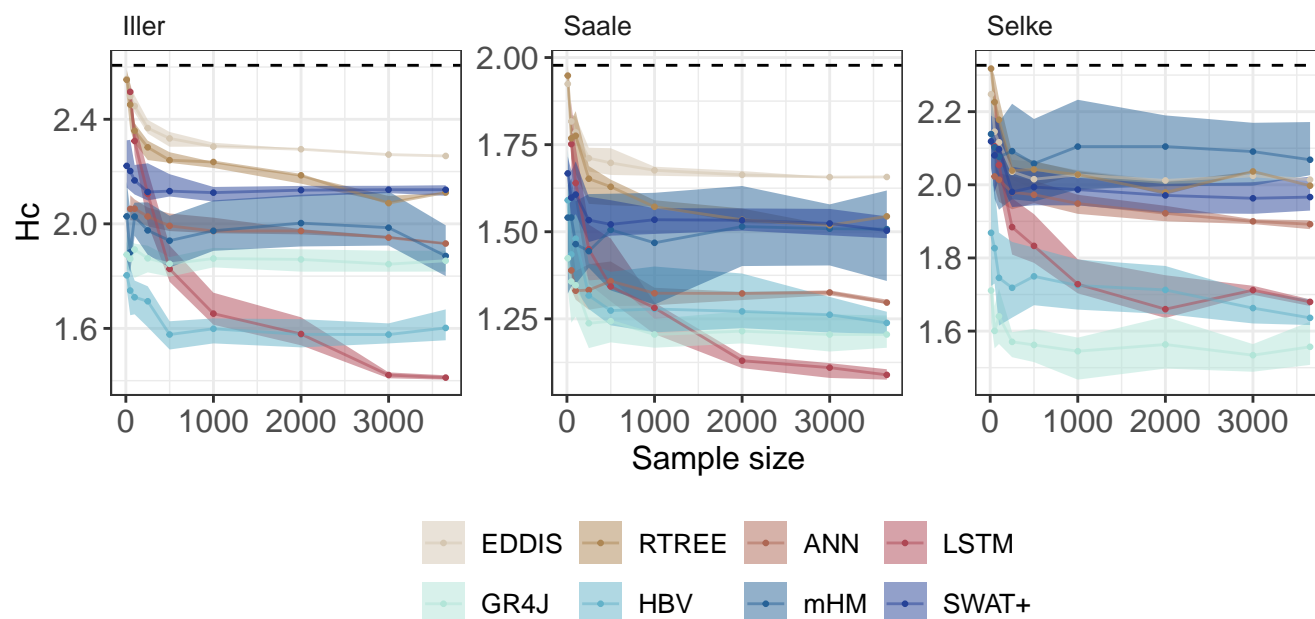 Iller Saale Selke
2.4
2.0
1.6
2.00
1.75
1.50
1.25
2.2
2.0
1.8
1.6
Hc
0 1000 2000 3000 0 1000 2000 3000 0 1000 2000 3000
Sample size
EDDIS RTREE ANN LSTM
GR4J HBV mHM SWAT+